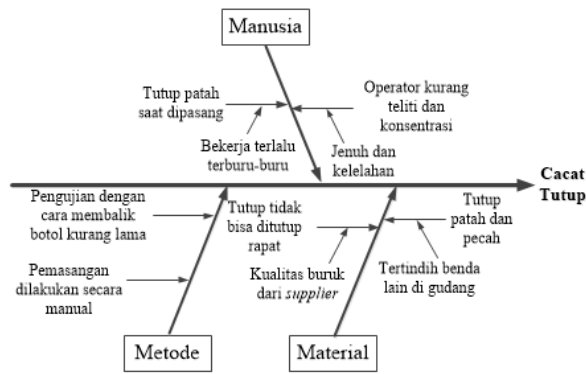 Manusia
Tutup patah
saat dipasang
Bekerja terlalu
terburu-buru
Operator kurang
teliti dan
konsentrasi
Jenuh dan
kelelahan
Cacat
Tutup
Pengujian dengan
cara membalik
botol kurang lama
Pemasangan
dilakukan secara
manual
Metode
Tutup tidak
bisa ditutup
rapat
Kualitas buruk
dari supplier
Tutup
patah dan
pecah
Tertindih benda
lain di gudang
Material